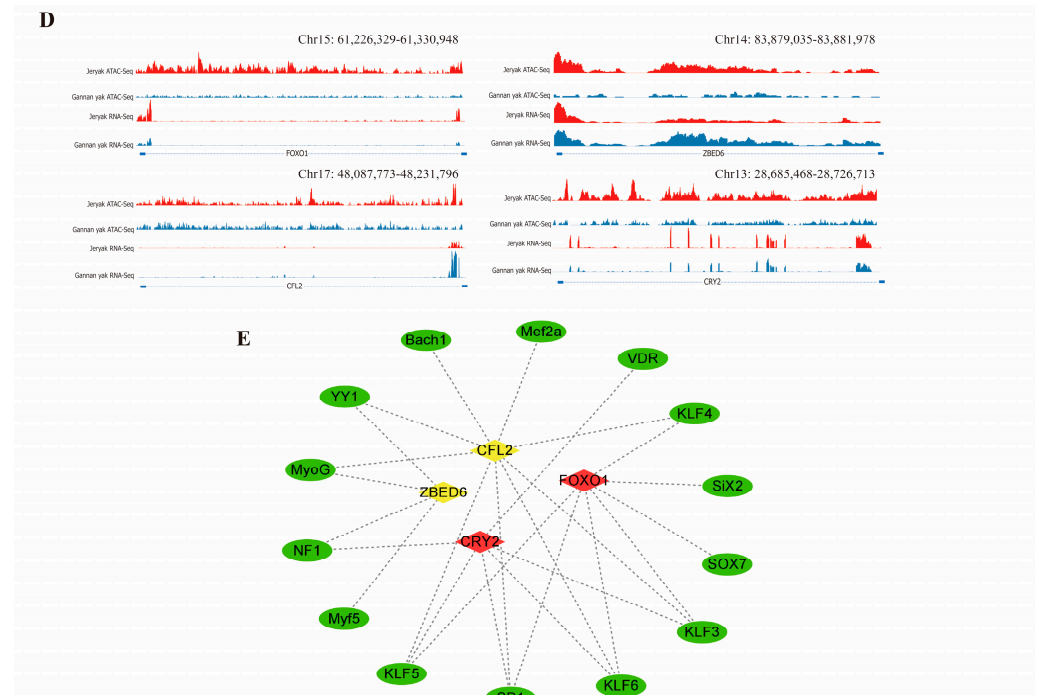 D
Chr15: 61,226,329-61,330,948
Jeryak ATAC-Seq
Gannan yak ATAC-Seq
Jeryak RNA-Seq
Gannan yak RNA-Seq
FOXO1
Chr14: 83,879,035-83,881,978
Jeryak ATAC-Seq
Gannan yak ATAC-Seq
Jeryak RNA-Seq
Gannan yak RNA-Seq
ZBED6
Chr17: 48,087,773-48,231,796
Jeryak ATAC-Seq
Gannan yak ATAC-Seq
Jeryak RNA-Seq
Gannan yak RNA-Seq
CFL2
Chr13: 28,685,468-28,726,713
Jeryak ATAC-Seq
Gannan yak ATAC-Seq
Jeryak RNA-Seq
Gannan yak RNA-Seq
CRY2
E
Bach1
Mef2a
VDR
YY1
KLF4
CFL2
MyoG
FOXO1
ZBED6
SiX2
CRY2
NF1
SOX7
Myf5
KLF3
KLF5
KLF6